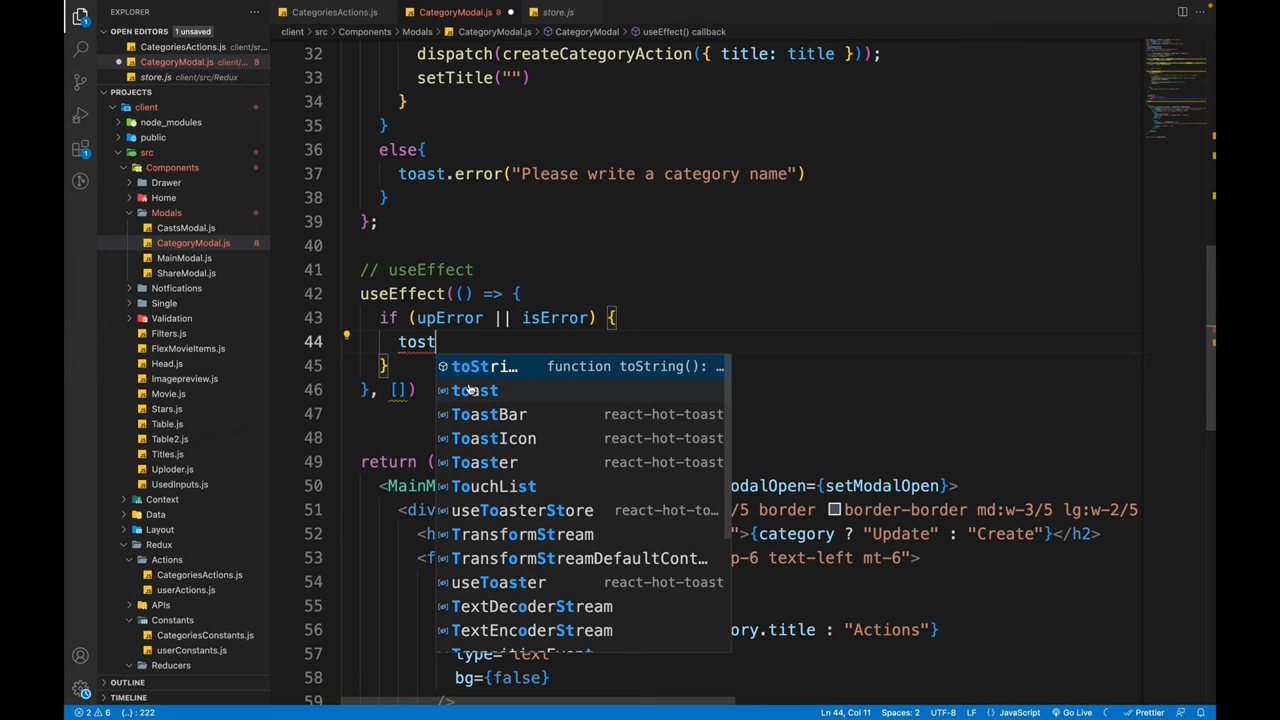 EXPLORER
CategoriesActions.js
CategoryModal.js 8
store.js
OPEN EDITORS 1 unsaved
client > src > Components > Modals > CategoryModal.js > CategoryModal > useEffect() callback
CategoriesActions.js client/sr...
CategoryModal.js client/... 8
store.js client/src/Redux
PROJECTS
client
node_modules
public
src
Components
Drawer
Home
Modals
CastsModal.js
CategoryModal.js 8
MainModal.js
ShareModal.js
Notfications
Single
Validation
Filters.js
FlexMovieItems.js
Head.js
Imagepreview.js
Movie.js
Stars.js
Table.js
Table2.js
Titles.js
Uploder.js
UsedInputs.js
Context
Data
Layout
Redux
Actions
CategoriesActions.js
userActions.js
APIs
Constants
CategoriesConstants.js
userConstants.js
Reducers
OUTLINE
TIMELINE
32 dispatch(createCategoryAction({ title: title }));
33 setTitle("")
34 }
35 }
36 else{
37 toast.error("Please write a category name")
38 }
39 };
40
41 // useEffect
42 useEffect(() => {
43 if (upError || isError) {
44 tost
45 }
46 }, [])
47
48
49 return (
50 <MainM
odalOpen={setModalOpen}>
51 <div
/5 border border-border md:w-3/5 lg:w-2/5
52 <h
">{category ? "Update" : "Create"}</h2>
53 <f
p-6 text-left mt-6">
54
55
56
ory.title : "Actions"}
57 type="text"
58 bg={false}
59 />
toStri... function toString(): ...
toast
ToastBar react-hot-toast
ToastIcon react-hot-toast
Toaster react-hot-toast
TouchList
useToasterStore react-hot-to...
TransformStream
TransformStreamDefaultCont...
useToaster react-hot-toast
TextDecoderStream
TextEncoderStream
TransitionEvent
2 6 {..} : 222
Ln 44, Col 11 Spaces: 2 UTF-8 LF JavaScript Go Live Prettier